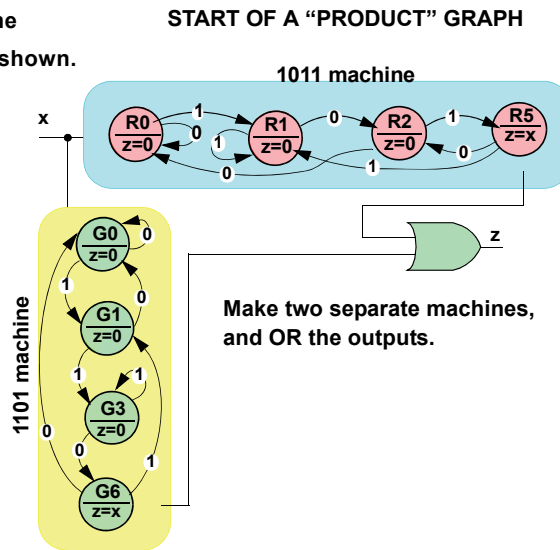 ne
START OF A “PRODUCT” GRAPH
shown.
1011 machine
x
R0
z=0
1
0
R1
z=0
1
0
R2
z=0
0
1
R5
z=x
0
1
1101 machine
G0
z=0
0
1
G1
z=0
0
1
G3
z=0
1
0
G6
z=x
0
1
z
Make two separate machines,
and OR the outputs.